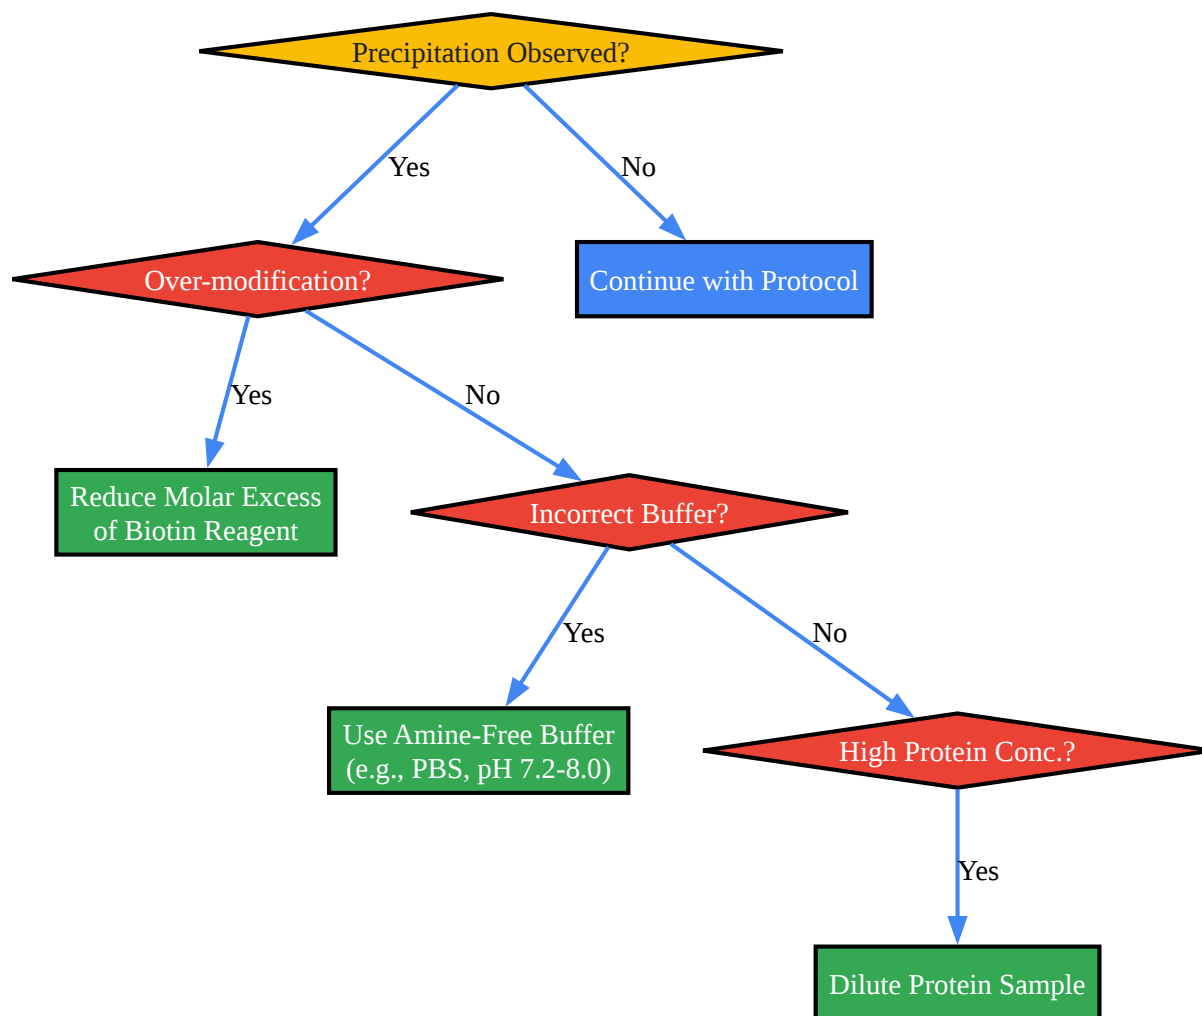 Precipitation Observed?
Yes
No
Over-modification?
Continue with Protocol
Yes
No
Reduce Molar Excess
of Biotin Reagent
Incorrect Buffer?
Yes
No
Use Amine-Free Buffer
(e.g., PBS, pH 7.2-8.0)
High Protein Conc.?
Yes
Dilute Protein Sample